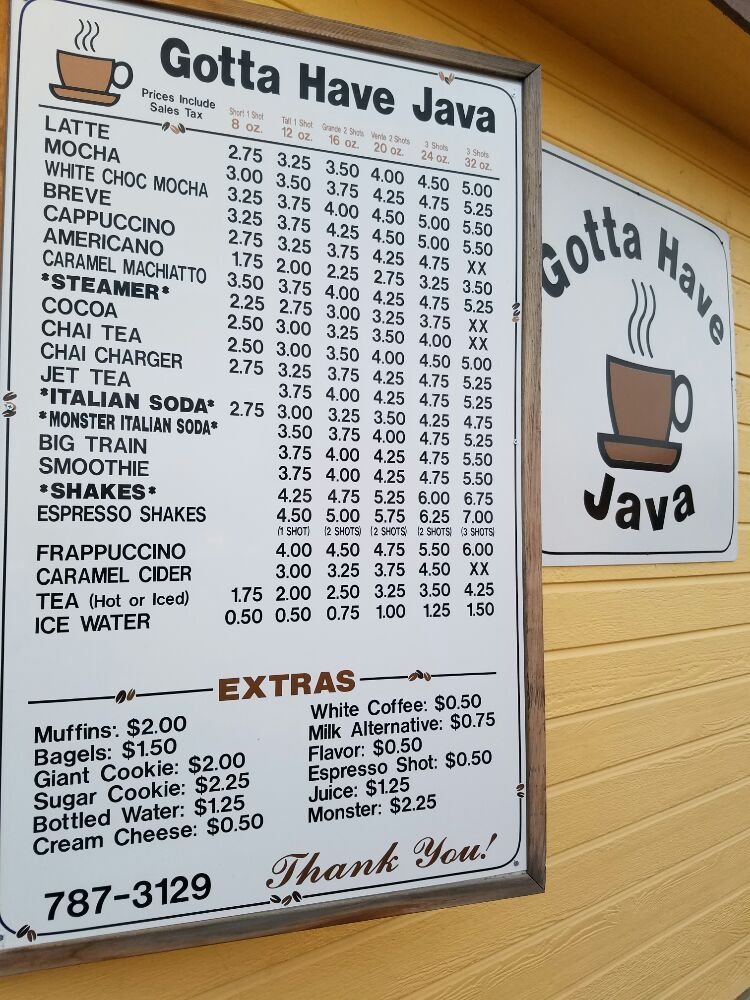 Gotta Have Java
Prices Include
Sales Tax
Short 1 Shot Tall 1 Shot Grande 2 Shots Vente 2 Shots 3 Shots 3 Shots
8 oz. 12 oz. 16 oz. 20 oz. 24 oz. 32 oz.
LATTE 2.75 3.25 3.50 4.00 4.50 5.00
MOCHA 3.00 3.50 3.75 4.25 4.75 5.25
WHITE CHOC MOCHA 3.25 3.75 4.00 4.50 5.00 5.50
BREVE 3.25 3.75 4.00 4.50 5.00 5.50
CAPPUCCINO 2.75 3.25 3.75 4.25 4.75 XX
AMERICANO 1.75 2.00 2.25 2.75 3.25 3.50
CARAMEL MACHIATTO 3.50 3.75 4.00 4.25 4.75 5.25
*STEAMER* 2.25 2.75 3.00 3.25 3.75 XX
COCOA 2.50 3.00 3.25 3.50 4.00 XX
CHAI TEA 2.50 3.00 3.50 4.00 4.50 5.00
CHAI CHARGER 2.75 3.25 3.75 4.25 4.75 5.25
JET TEA 3.75 4.00 4.25 4.75 5.25
*ITALIAN SODA* 2.75 3.00 3.25 3.50 4.25 4.75
*MONSTER ITALIAN SODA* 3.50 3.75 4.00 4.75 5.25
BIG TRAIN 3.75 4.00 4.25 4.75 5.50
SMOOTHIE 3.75 4.00 4.25 4.75 5.50
*SHAKES* 4.25 4.75 5.25 6.00 6.75
ESPRESSO SHAKES 4.50 5.00 5.75 6.25 7.00
(1 SHOT) (2 SHOTS) (2 SHOTS) (2 SHOTS) (3 SHOTS)
FRAPPUCCINO 4.00 4.50 4.75 5.50 6.00
CARAMEL CIDER 3.00 3.25 3.75 4.50 XX
TEA (Hot or Iced) 1.75 2.00 2.50 3.25 3.50 4.25
ICE WATER 0.50 0.50 0.75 1.00 1.25 1.50
EXTRAS
Muffins: $2.00
Bagels: $1.50
Giant Cookie: $2.00
Sugar Cookie: $2.25
Bottled Water: $1.25
Cream Cheese: $0.50
White Coffee: $0.50
Milk Alternative: $0.75
Flavor: $0.50
Espresso Shot: $0.50
Juice: $1.25
Monster: $2.25
787-3129
Thank You!
Gotta Have
Java